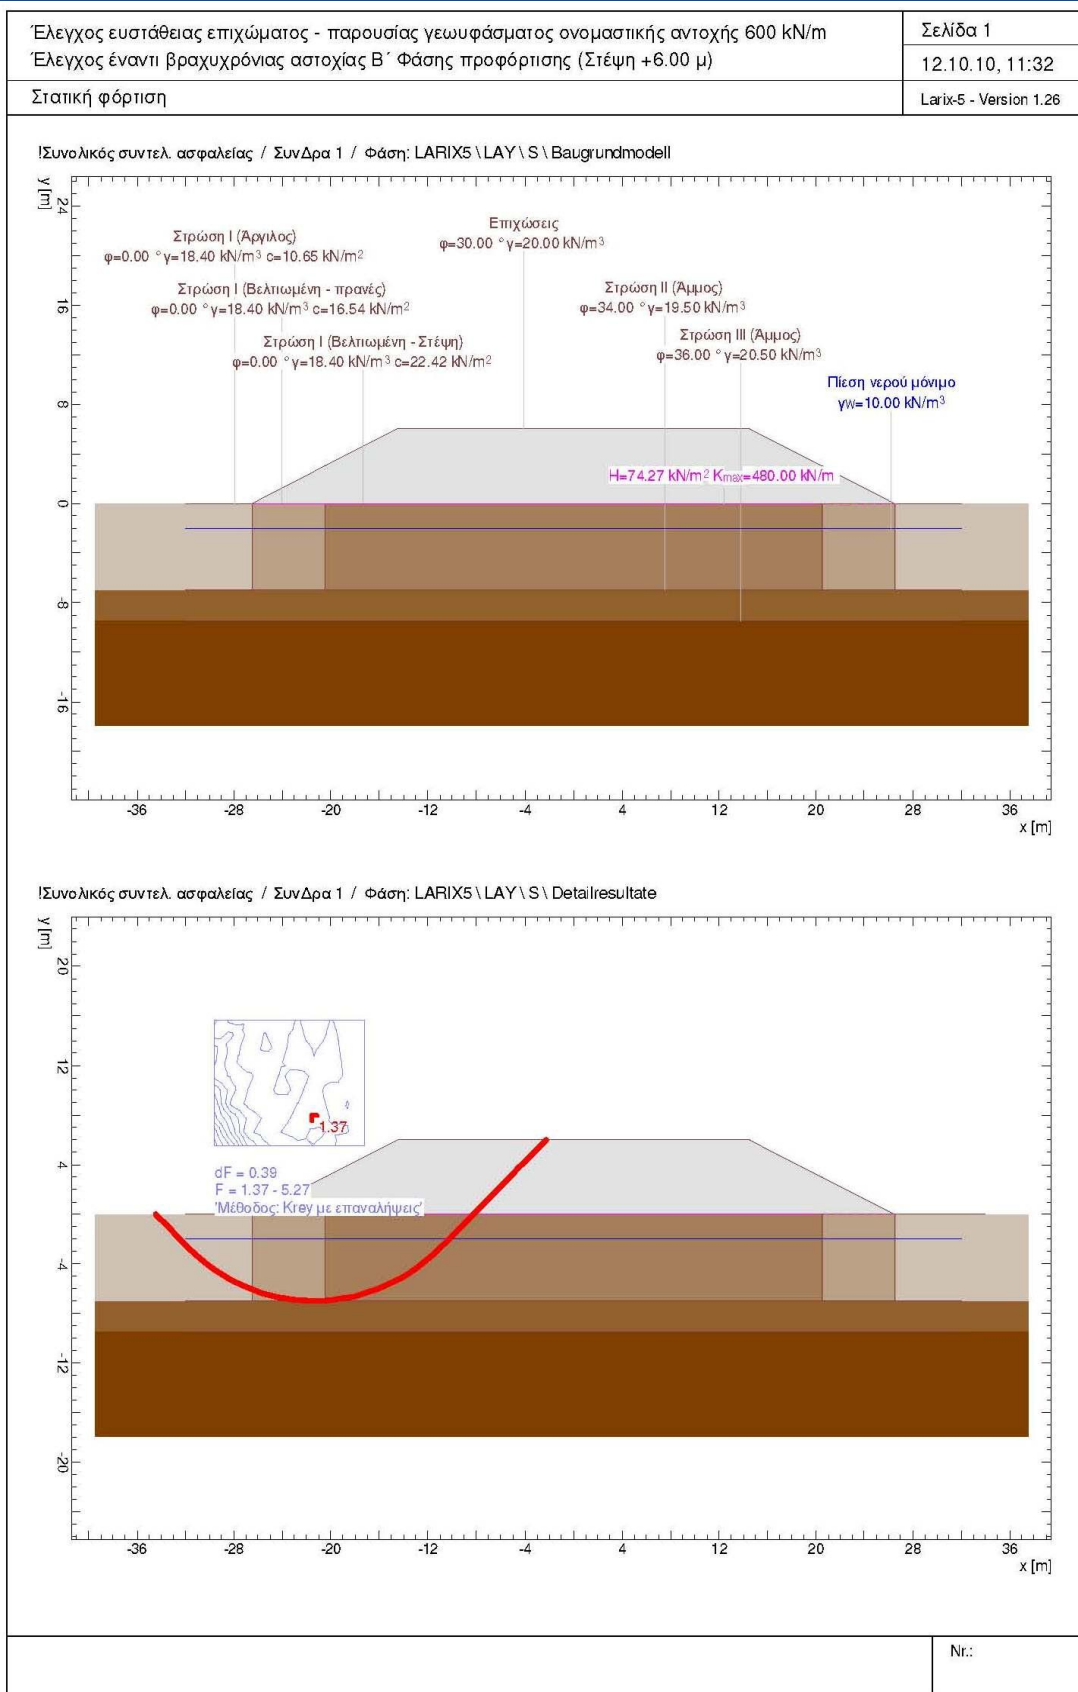 Έλεγχος ευστάθειας επιχώματος - παρουσίας γεωυφάσματος ονομαστικής αντοχής 600 kN/m
Έλεγχος έναντι βραχυχρόνιας αστοχίας Β΄ Φάσης προφόρτισης (Στέψη +6.00 μ)
Σελίδα 1
12.10.10, 11:32
Στατική φόρτιση
Larix-5 - Version 1.26
!Συνολικός συντελ. ασφαλείας / ΣυνΔρα 1 / Φάση: LARIX5 \ LAY \ S \ Baugrundmodell
y [m]
24
16
8
0
-8
-16
Στρώση I (Άργιλος)
φ=0.00 ° γ=18.40 kN/m³ c=10.65 kN/m²
Επιχώσεις
φ=30.00 ° γ=20.00 kN/m³
Στρώση I (Βελτιωμένη - πρανές)
φ=0.00 ° γ=18.40 kN/m³ c=16.54 kN/m²
Στρώση II (Άμμος)
φ=34.00 ° γ=19.50 kN/m³
Στρώση I (Βελτιωμένη - Στέψη)
φ=0.00 ° γ=18.40 kN/m³ c=22.42 kN/m²
Στρώση III (Άμμος)
φ=36.00 ° γ=20.50 kN/m³
Πίεση νερού μόνιμο
γw=10.00 kN/m³
H=74.27 kN/m² Kmax=480.00 kN/m
-36 -28 -20 -12 -4 4 12 20 28 36
x [m]
!Συνολικός συντελ. ασφαλείας / ΣυνΔρα 1 / Φάση: LARIX5 \ LAY \ S \ Detailresultate
y [m]
20
12
4
-4
-12
-20
1.37
dF = 0.39
F = 1.37 - 5.27
'Μέθοδος: Krey με επαναλήψεις'
-36 -28 -20 -12 -4 4 12 20 28 36
x [m]
Nr.: